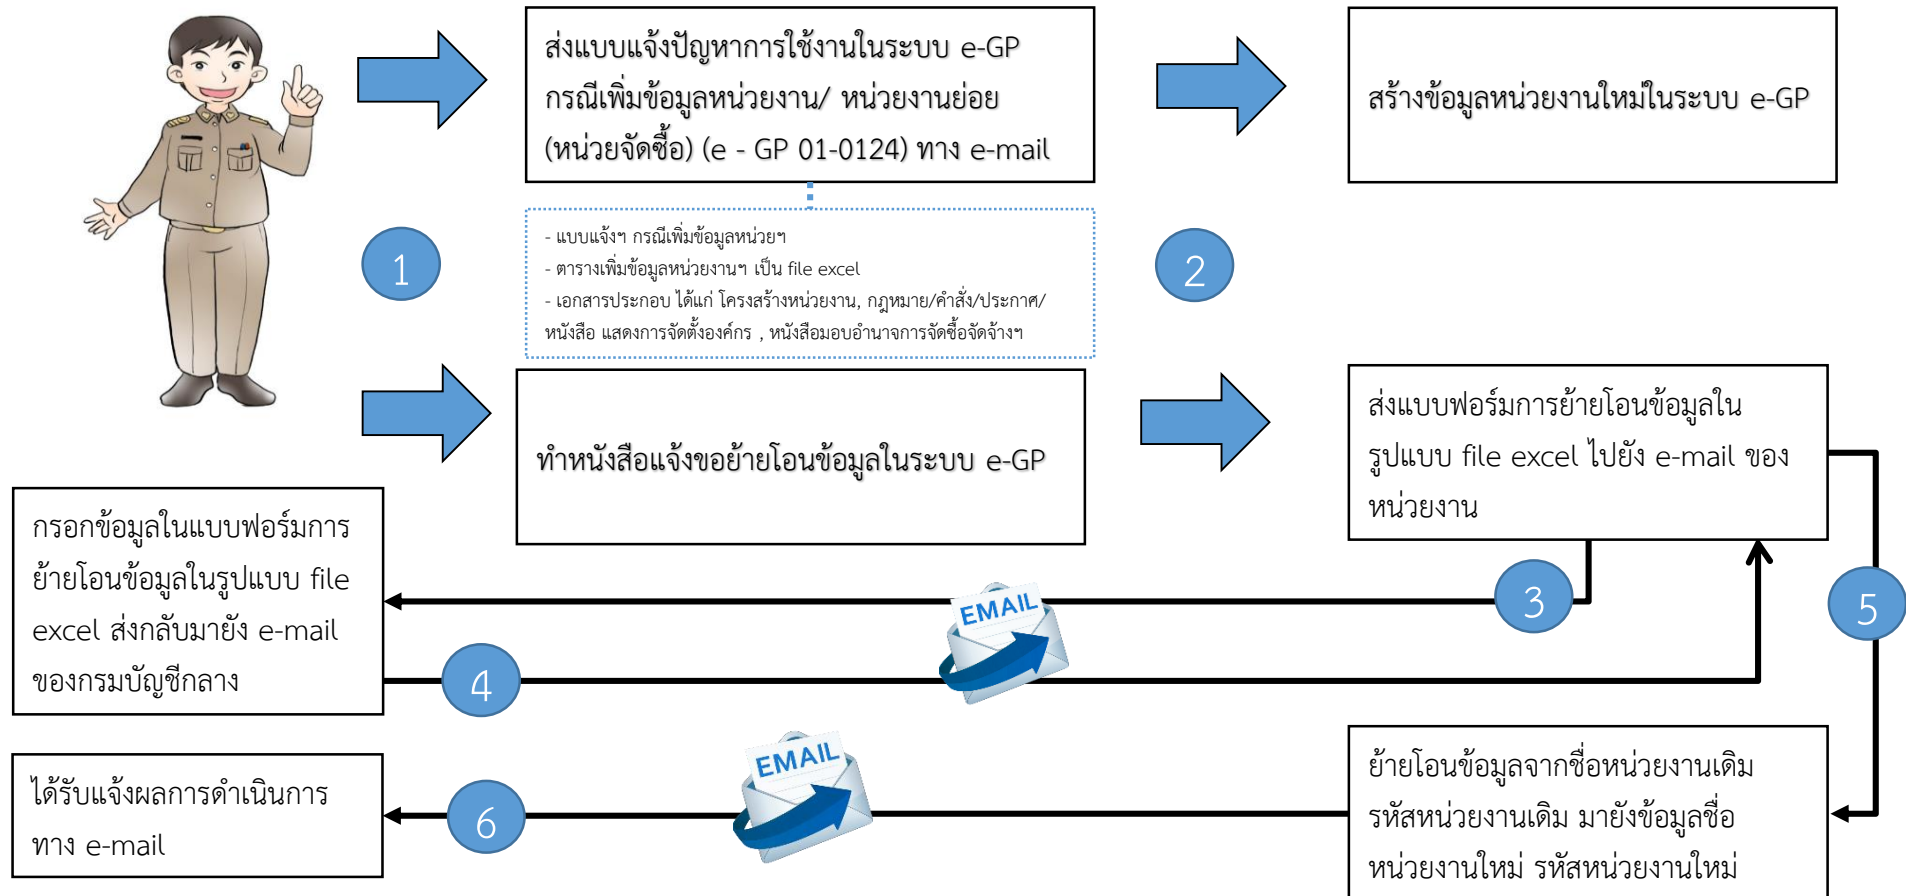 ส่งแบบแจ้งปัญหาการใช้งานในระบบ e-GP
กรณีเพิ่มข้อมูลหน่วยงาน/ หน่วยงานย่อย
(หน่วยจัดซื้อ) (e - GP 01-0124) ทาง e-mail
สร้างข้อมูลหน่วยงานใหม่ในระบบ e-GP
1
- แบบแจ้งฯ กรณีเพิ่มข้อมูลหน่วยฯ
- ตารางเพิ่มข้อมูลหน่วยงานฯ เป็น file excel
- เอกสารประกอบ ได้แก่ โครงสร้างหน่วยงาน, กฎหมาย/คำสั่ง/ประกาศ/
หนังสือ แสดงการจัดตั้งองค์กร , หนังสือมอบอำนาจการจัดซื้อจัดจ้างฯ
2
ทำหนังสือแจ้งขอย้ายโอนข้อมูลในระบบ e-GP
ส่งแบบฟอร์มการย้ายโอนข้อมูลใน
รูปแบบ file excel ไปยัง e-mail ของ
หน่วยงาน
กรอกข้อมูลในแบบฟอร์มการ
ย้ายโอนข้อมูลในรูปแบบ file
excel ส่งกลับมายัง e-mail
ของกรมบัญชีกลาง
EMAIL
3
5
4
ได้รับแจ้งผลการดำเนินการ
ทาง e-mail
6
EMAIL
ย้ายโอนข้อมูลจากชื่อหน่วยงานเดิม
รหัสหน่วยงานเดิม มายังข้อมูลชื่อ
หน่วยงานใหม่ รหัสหน่วยงานใหม่